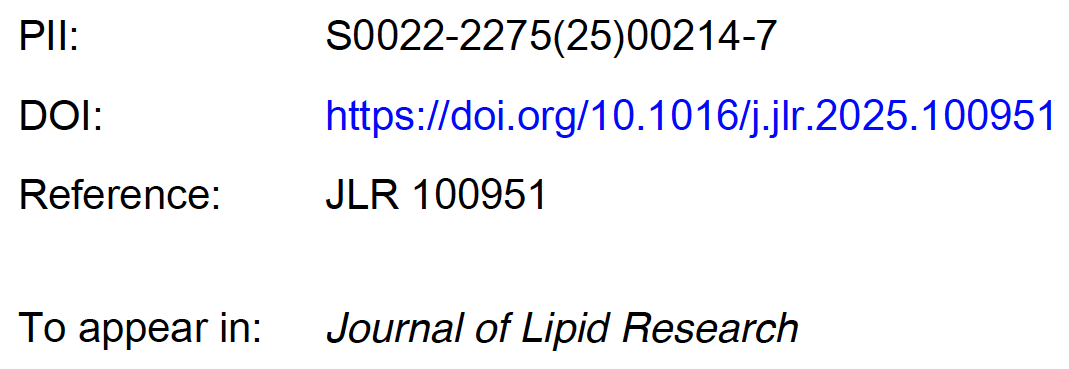 PII: S0022-2275(25)00214-7
DOI: https://doi.org/10.1016/j.jlr.2025.100951
Reference: JLR 100951
To appear in: Journal of Lipid Research